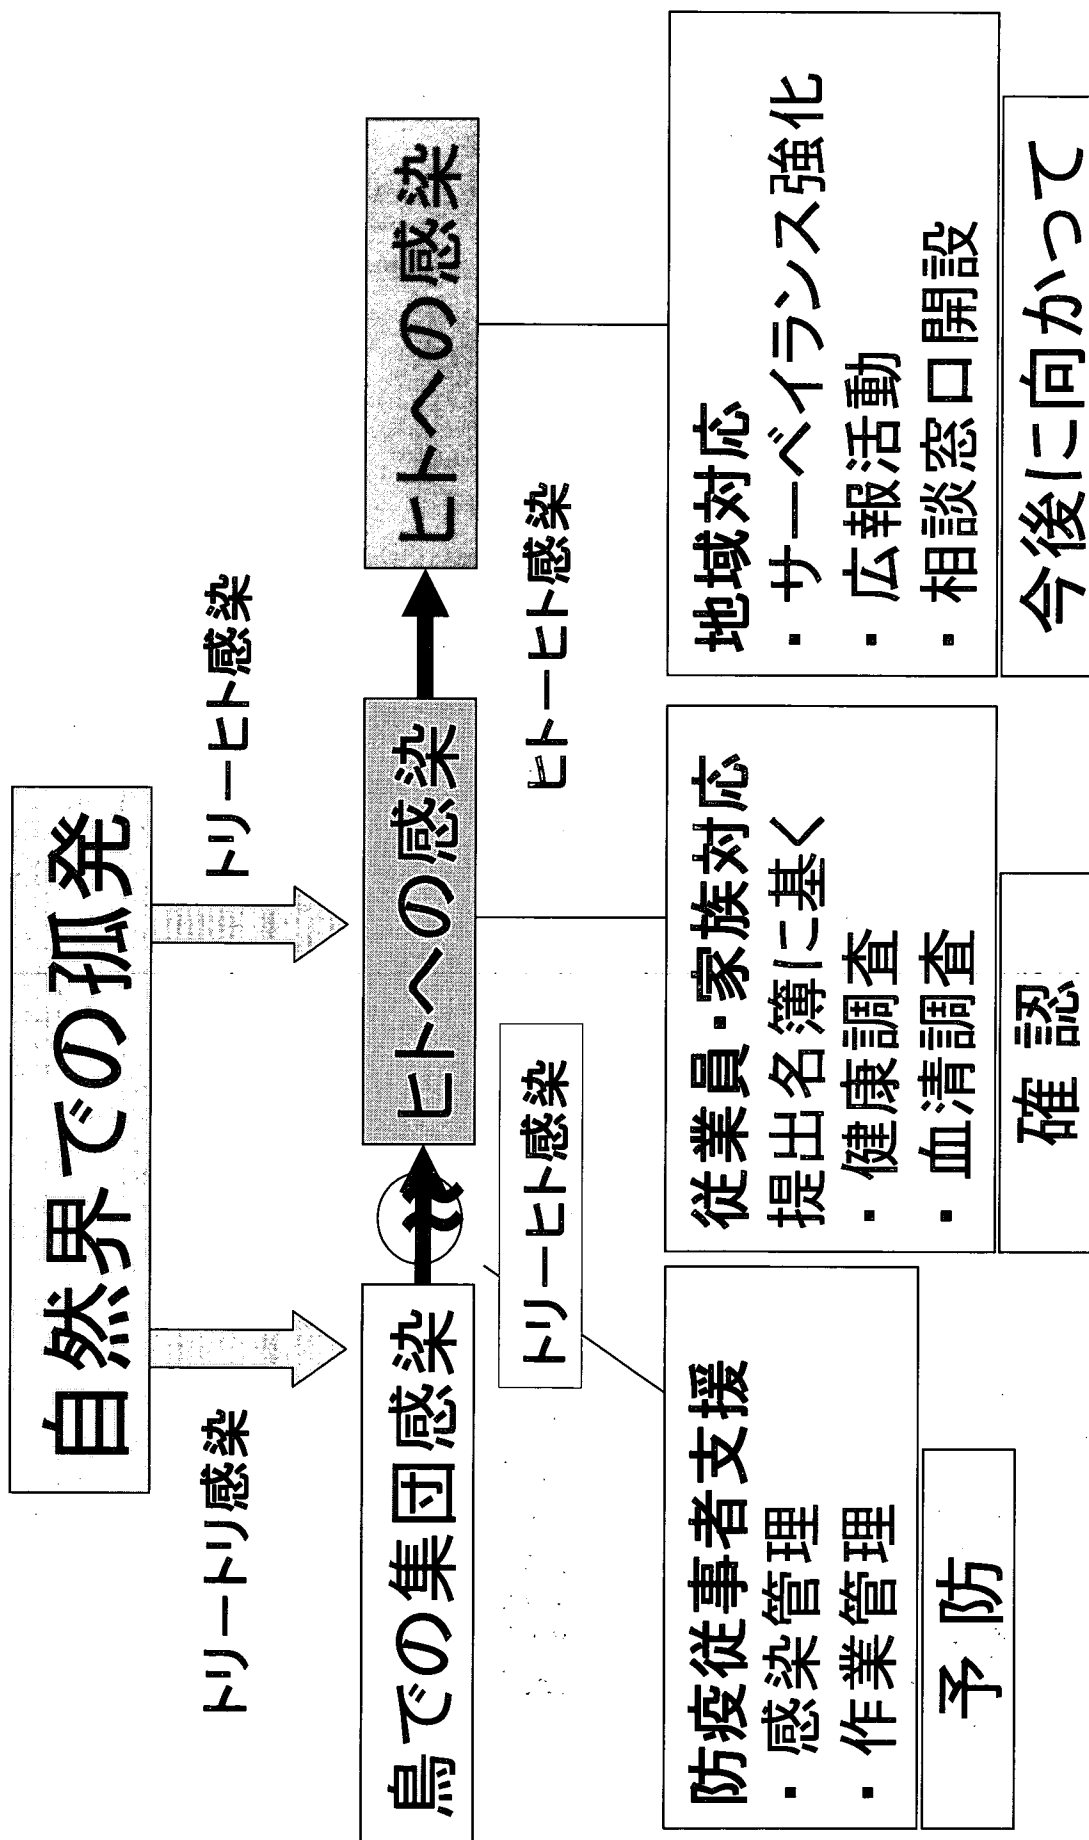 自然界での孤発
トリートリ感染
トリーヒト感染
鳥での集団感染
ヒトへの感染
ヒトへの感染
トリーヒト感染
ヒトーヒト感染
防疫従事者支援
・感染管理
・作業管理
予防
従業員・家族対応
提出名簿に基く
・健康調査
・血清調査
確認
地域対応
・サーベイランス強化
・広報活動
・相談窓口開設
今後に向かって